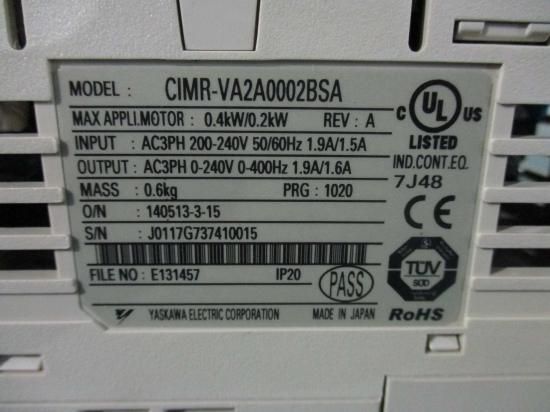 MODEL : CIMR-VA2A0002BSA
MAX APPLI.MOTOR : 0.4kW/0.2kW REV : A
INPUT : AC3PH 200-240V 50/60Hz 1.9A/1.5A
OUTPUT : AC3PH 0-240V 0-400Hz 1.9A/1.6A
MASS : 0.6kg PRG : 1020
O/N : 140513-3-15
S/N : J0117G737410015
FILE NO : E131457 IP20
PASS
YASKAWA ELECTRIC CORPORATION MADE IN JAPAN
C UL US
LISTED
IND.CONT.EQ.
7J48
CE
TÜV
SÜD
RoHS